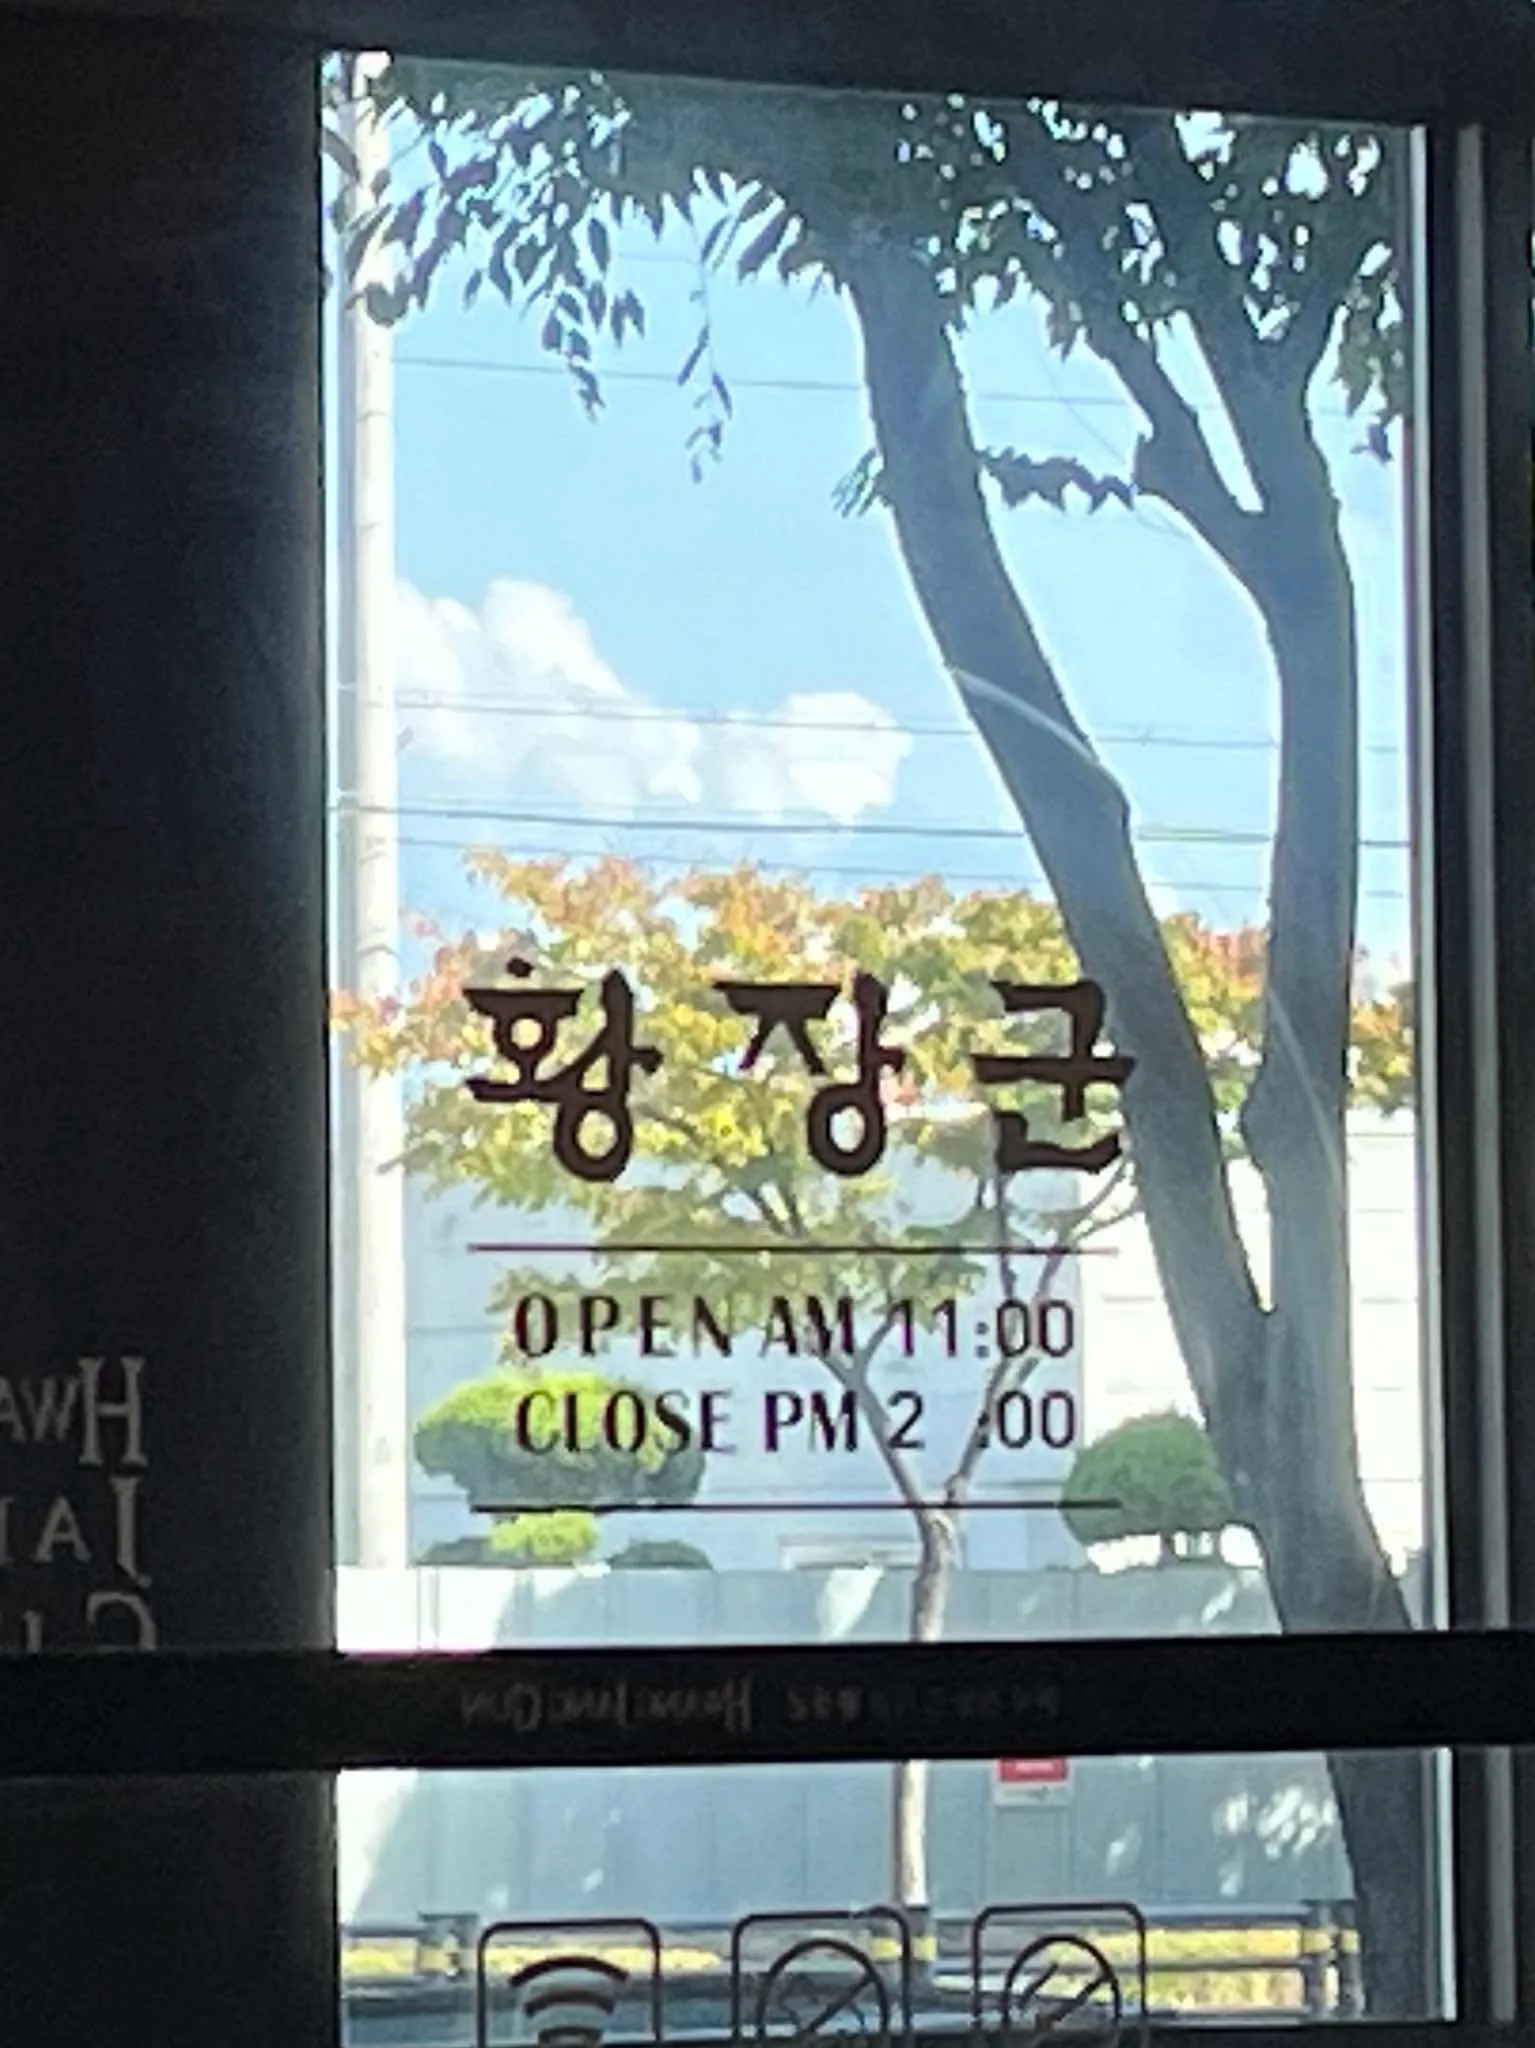 황장군
OPEN AM 11:00
CLOSE PM 2 :00